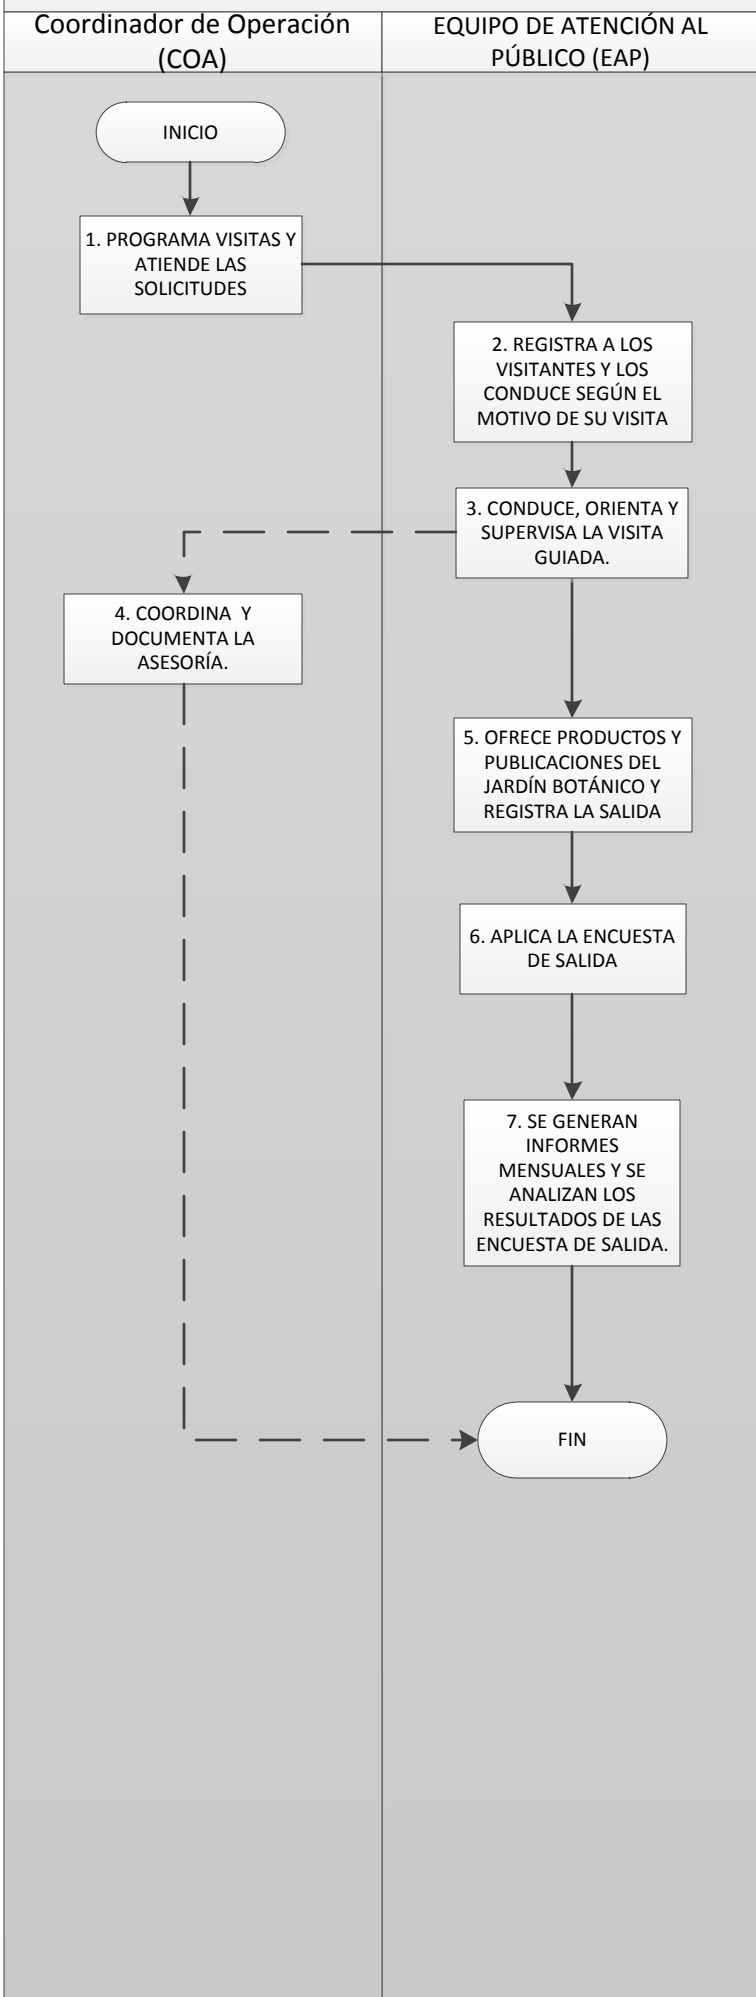 Coordinador de Operación
(COA)
EQUIPO DE ATENCIÓN AL
PÚBLICO (EAP)
INICIO
1. PROGRAMA VISITAS Y
ATIENDE LAS
SOLICITUDES
2. REGISTRA A LOS
VISITANTES Y LOS
CONDUCE SEGÚN EL
MOTIVO DE SU VISITA
3. CONDUCE, ORIENTA Y
SUPERVISA LA VISITA
GUIADA.
4. COORDINA Y
DOCUMENTA LA
ASESORÍA.
5. OFRECE PRODUCTOS Y
PUBLICACIONES DEL
JARDÍN BOTÁNICO Y
REGISTRA LA SALIDA
6. APLICA LA ENCUESTA
DE SALIDA
7. SE GENERAN
INFORMES
MENSUALES Y SE
ANALIZAN LOS
RESULTADOS DE LAS
ENCUESTA DE SALIDA.
FIN